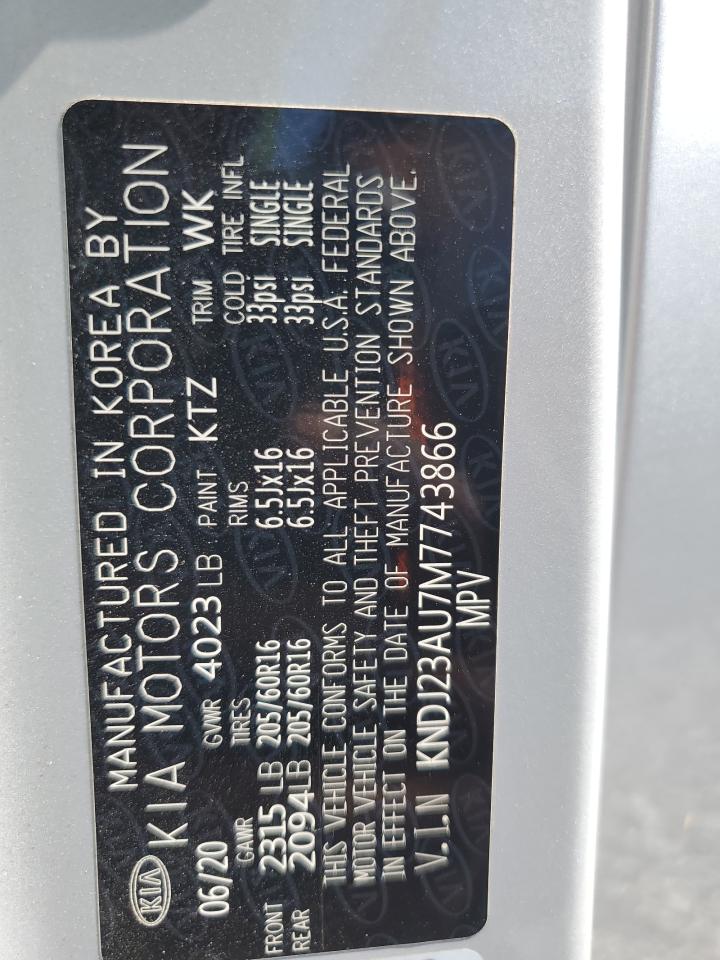 MANUFACTURED IN KOREA BY
KIA KIA MOTORS CORPORATION
06/20 GVWR 4023 LB PAINT KTZ TRIM WK
GAWR TIRES RIMS COLD TIRE INFL
FRONT 2315 LB 205/60R16 6.5JX16 33psi SINGLE
REAR 2094 LB 205/60R16 6.5JX16 33psi SINGLE
THIS VEHICLE CONFORMS TO ALL APPLICABLE U.S.A. FEDERAL
MOTOR VEHICLE SAFETY AND THEFT PREVENTION STANDARDS
IN EFFECT ON THE DATE OF MANUFACTURE SHOWN ABOVE.
V.I.N KNDJ23AU7M7743866
MPV